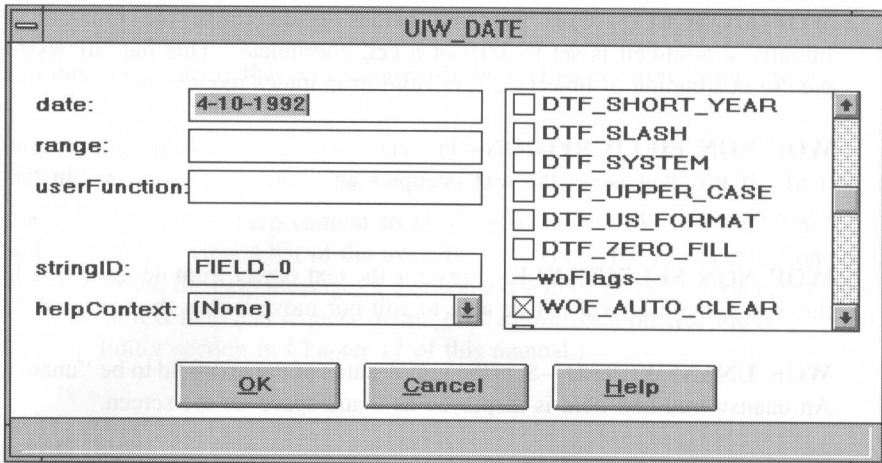 UIW_DATE
date: 4-10-1992
range:
userFunction:
stringID: FIELD_0
helpContext: (None)
DTF_SHORT_YEAR
DTF_SLASH
DTF_SYSTEM
DTF_UPPER_CASE
DTF_US_FORMAT
DTF_ZERO_FILL
--woFlags--
WOF_AUTO_CLEAR
OK Cancel Help